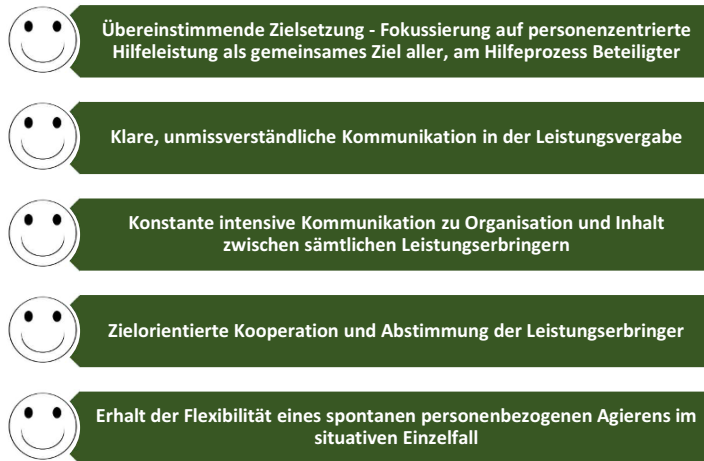 Übereinstimmende Zielsetzung - Fokussierung auf personenzentrierte
Hilfeleistung als gemeinsames Ziel aller, am Hilfeprozess Beteiligter
Klare, unmissverständliche Kommunikation in der Leistungsvergabe
Konstante intensive Kommunikation zu Organisation und Inhalt
zwischen sämtlichen Leistungserbringern
Zielorientierte Kooperation und Abstimmung der Leistungserbringer
Erhalt der Flexibilität eines spontanen personenbezogenen Agierens im
situativen Einzelfall